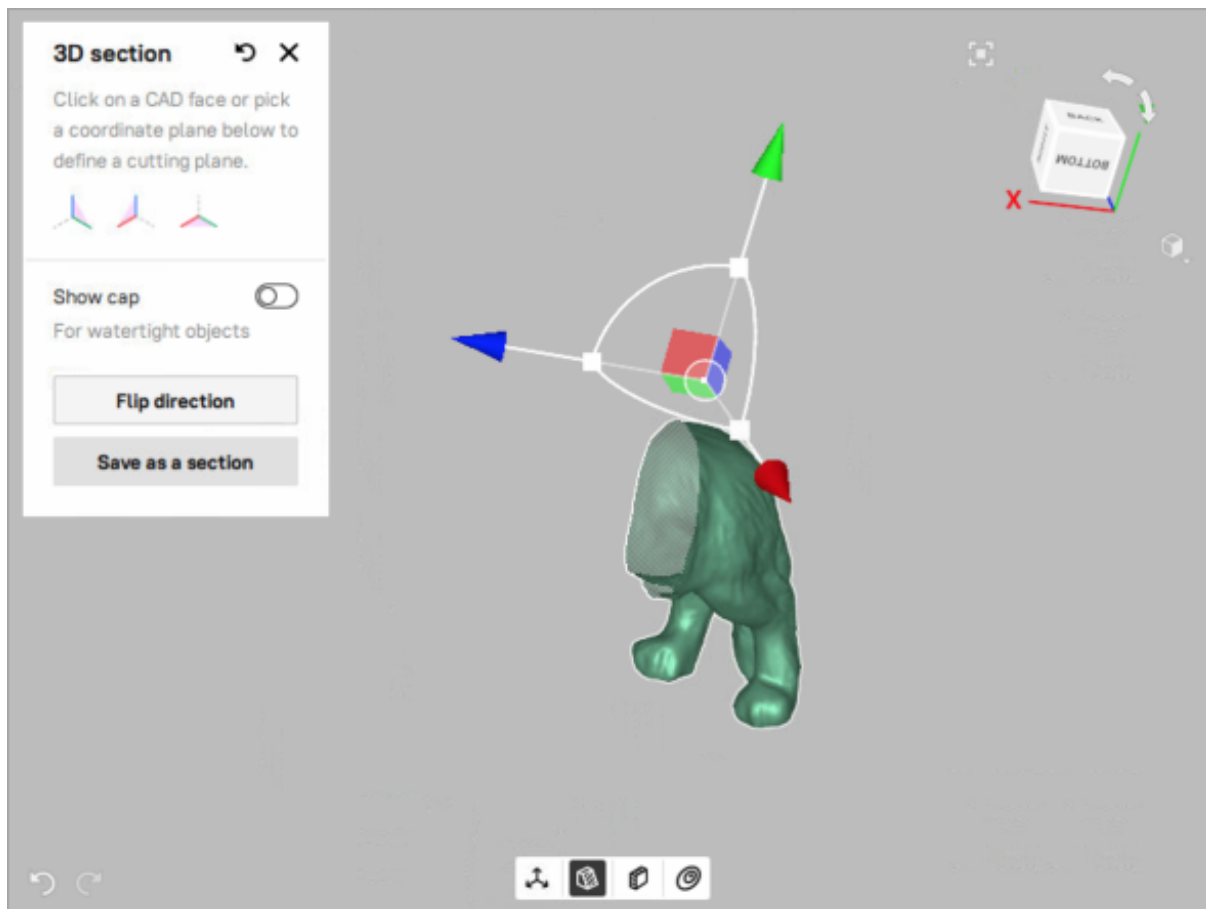 3D section
Click on a CAD face or pick
a coordinate plane below to
define a cutting plane.
Show cap
For watertight objects
Flip direction
Save as a section
BACK
BOTTOM
X